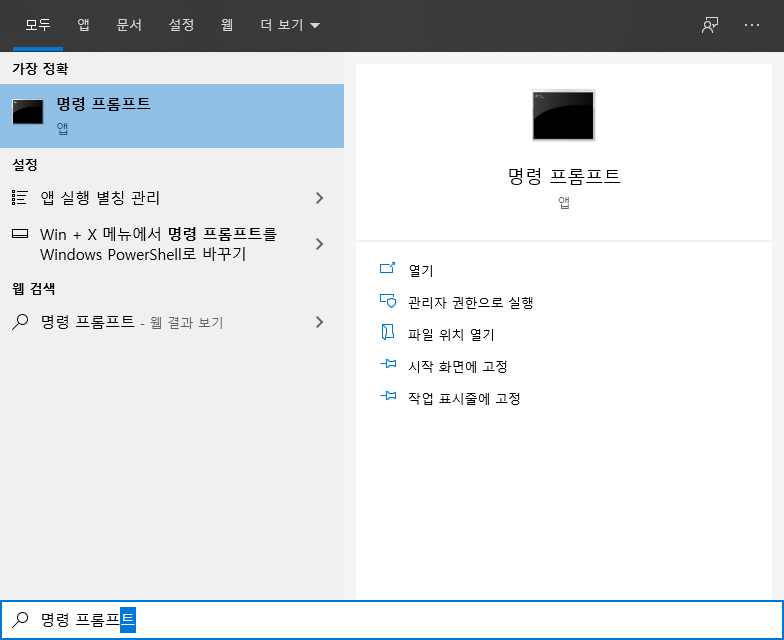 모두 앱 문서 설정 웹 더 보기
가장 정확
명령 프롬프트
앱
설정
앱 실행 별칭 관리
Win + X 메뉴에서 명령 프롬프트를
Windows PowerShell로 바꾸기
웹 검색
명령 프롬프트 - 웹 결과 보기
명령 프롬프트
앱
열기
관리자 권한으로 실행
파일 위치 열기
시작 화면에 고정
작업 표시줄에 고정
명령 프롬프트